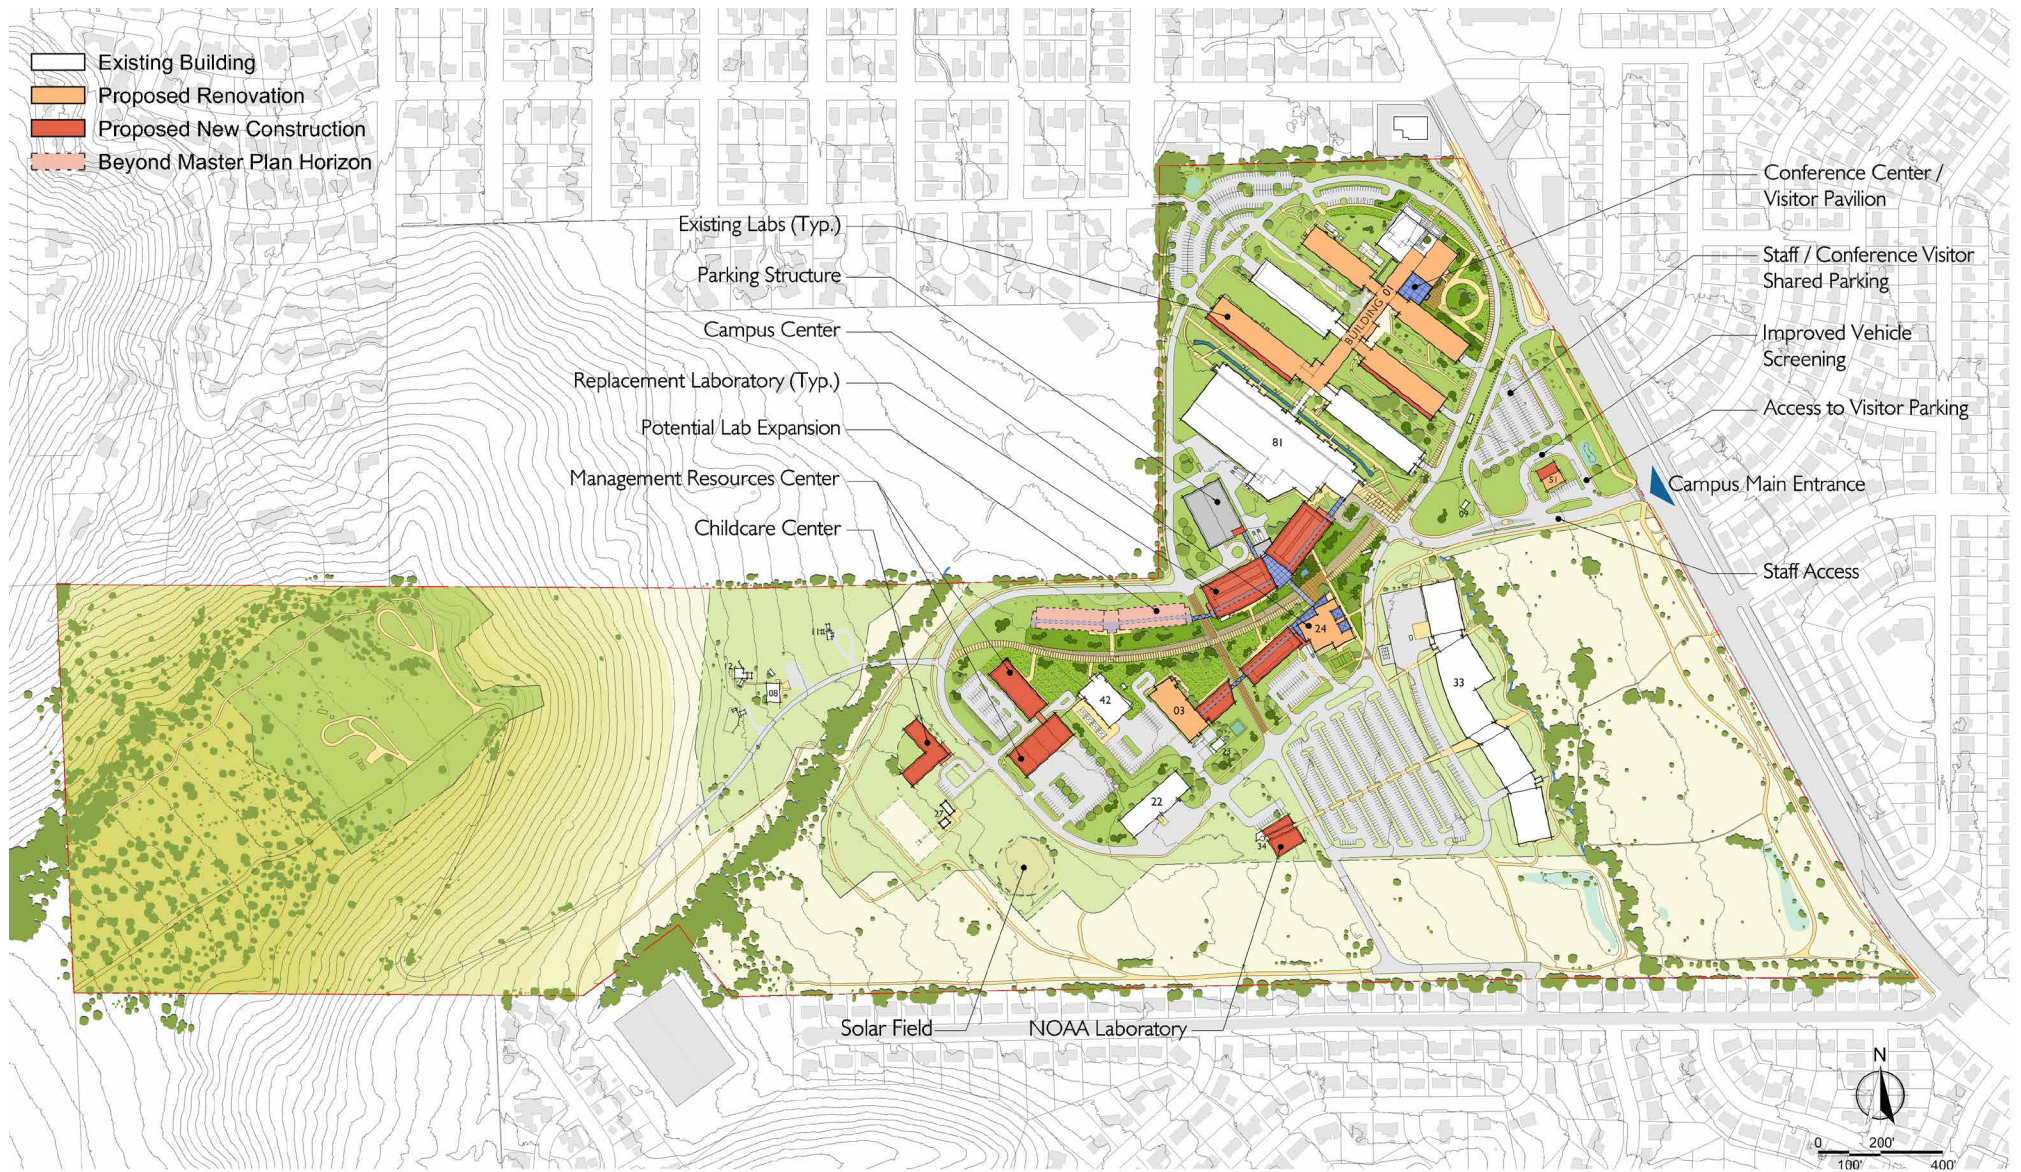 Existing Building
Proposed Renovation
Proposed New Construction
Beyond Master Plan Horizon
Conference Center /
Visitor Pavilion
Staff / Conference Visitor
Shared Parking
Improved Vehicle
Screening
Access to Visitor Parking
Campus Main Entrance
Staff Access
Existing Labs (Typ.)
Parking Structure
Campus Center
Replacement Laboratory (Typ.)
Potential Lab Expansion
Management Resources Center
Childcare Center
BUILDING 01
81
51
09
24
33
42
03
22
08
34
Solar Field
NOAA Laboratory
N
0
200'
100'
400'